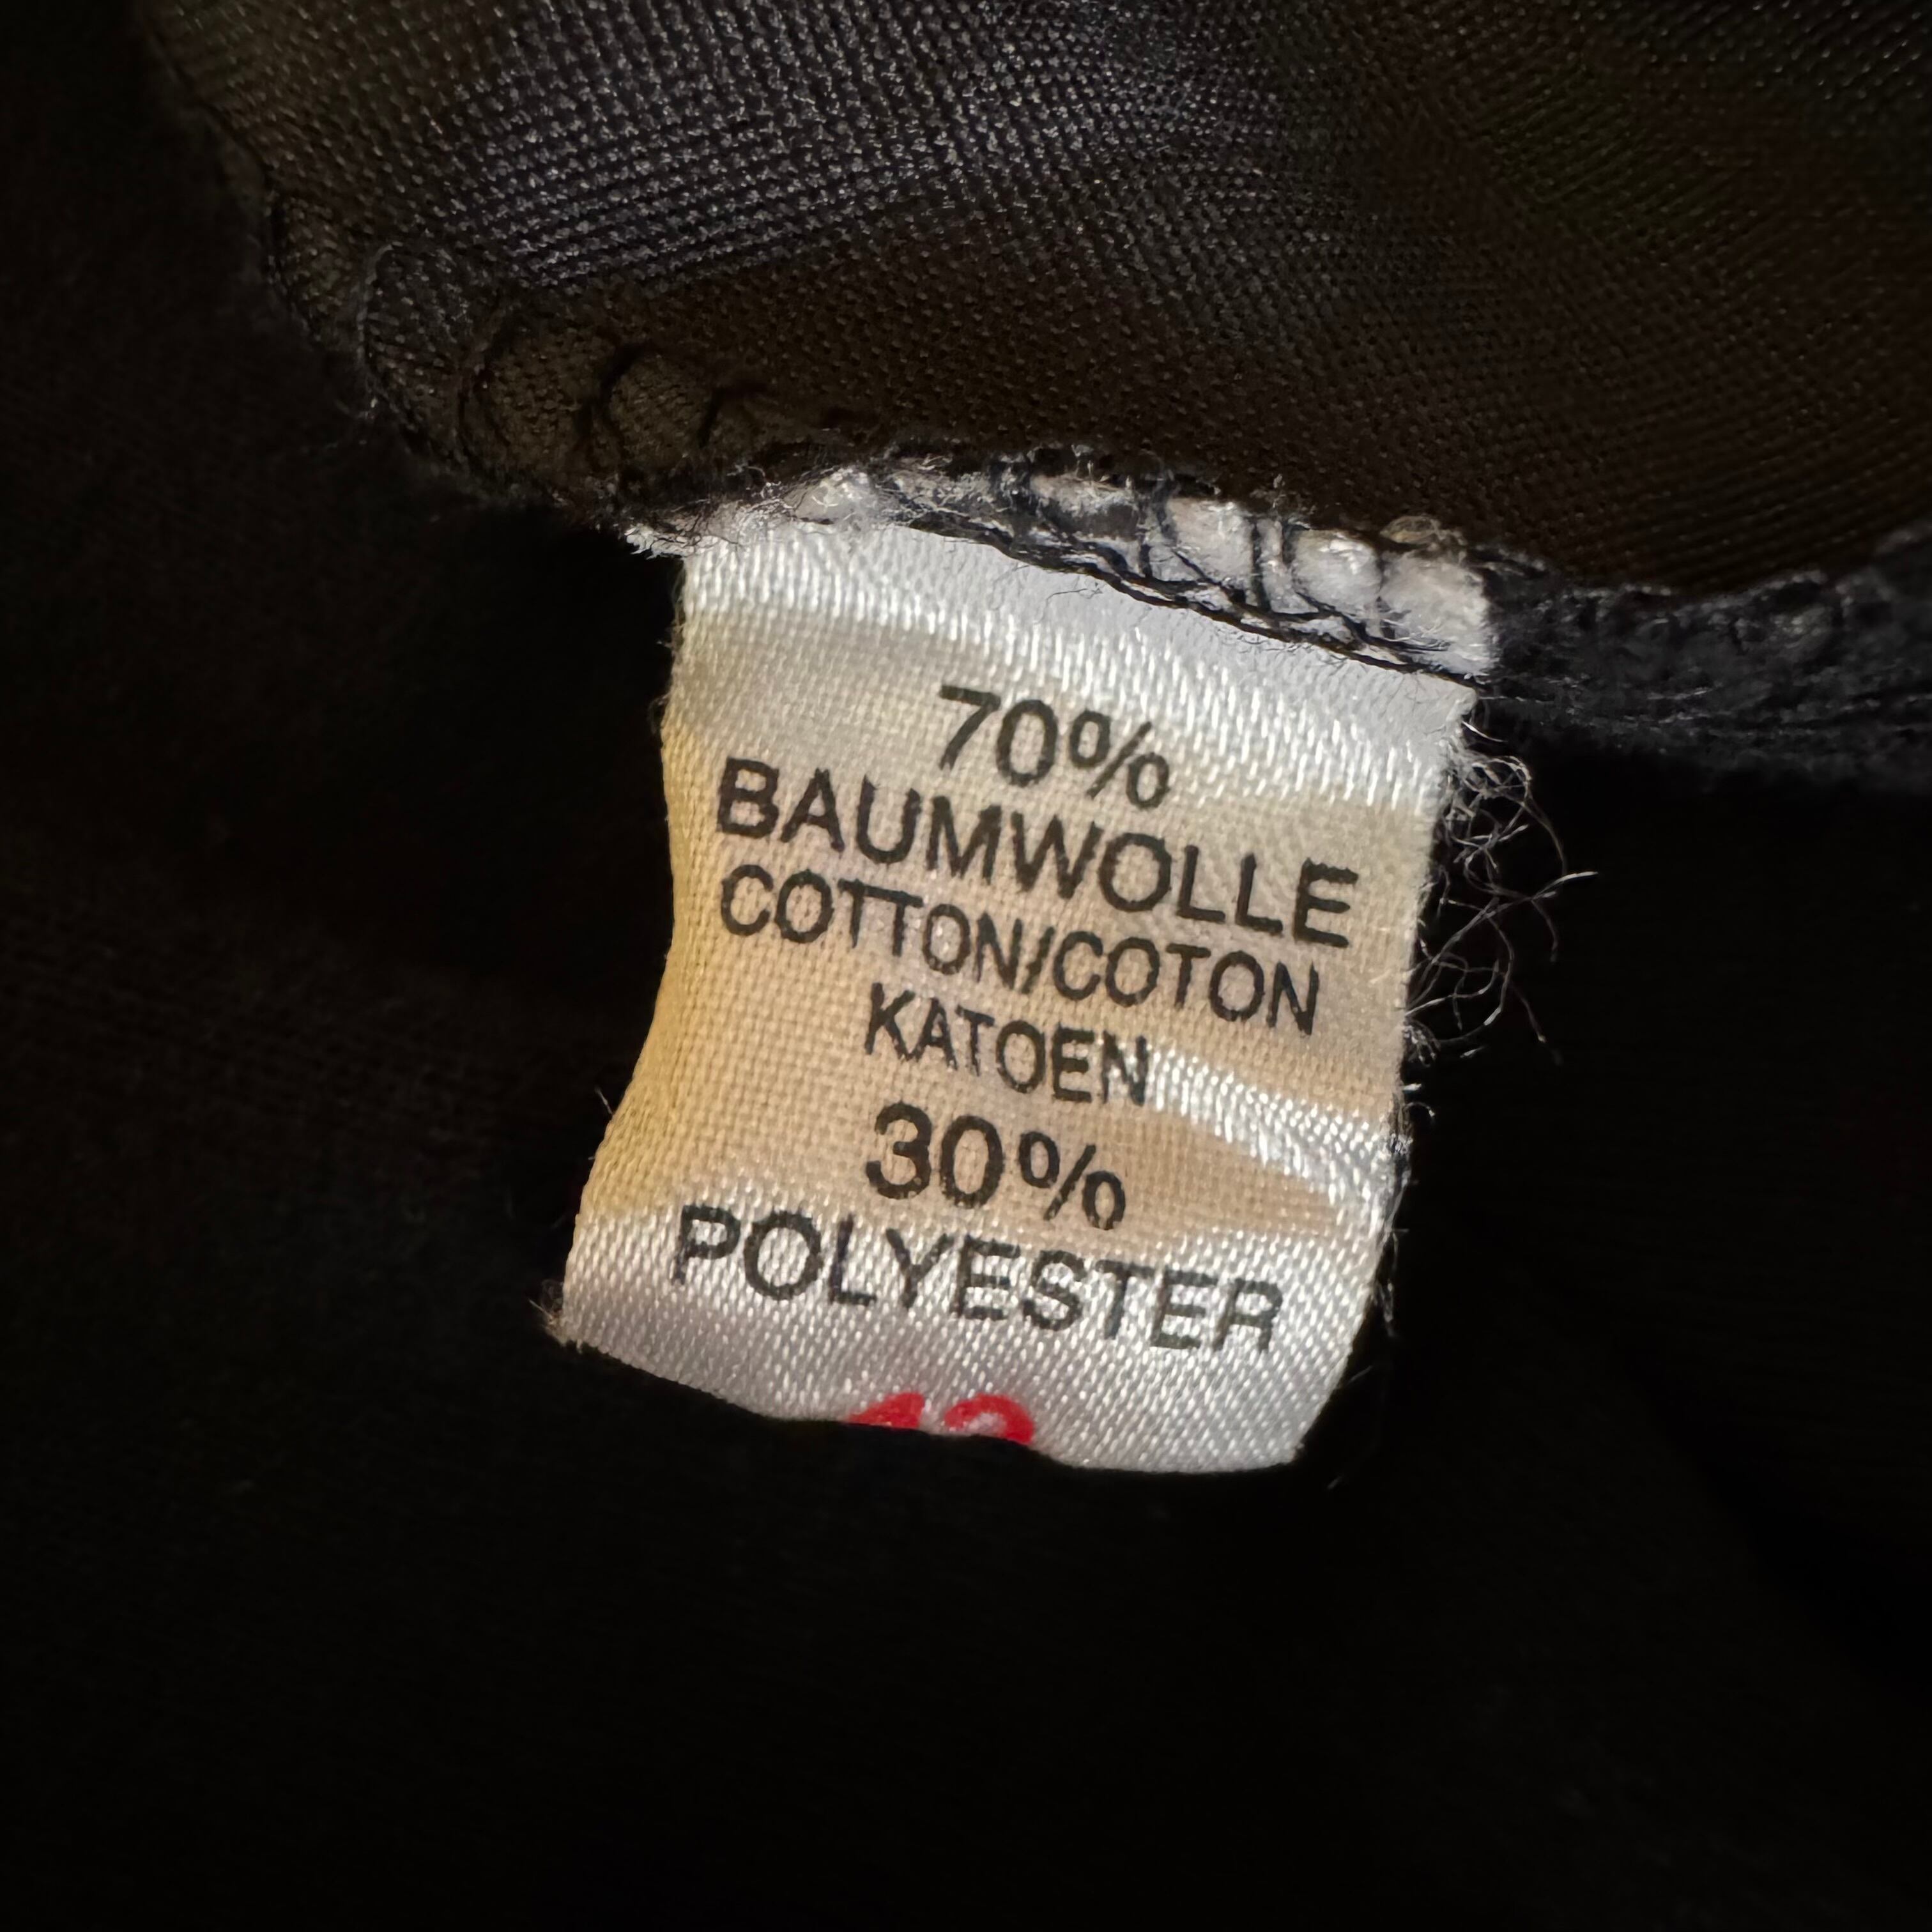 70%
BAUMWOLLE
COTTON/COTON
KATOEN
30%
POLYESTER